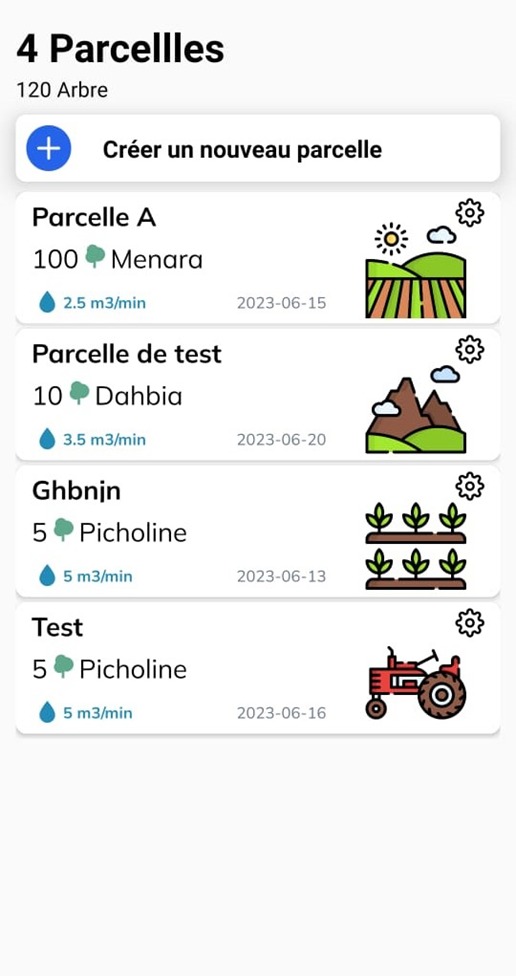 4 Parcellles
120 Arbre
Créer un nouveau parcelle
Parcelle A
100 Menara
2.5 m3/min 2023-06-15
Parcelle de test
10 Dahbia
3.5 m3/min 2023-06-20
Ghbnjn
5 Picholine
5 m3/min 2023-06-13
Test
5 Picholine
5 m3/min 2023-06-16